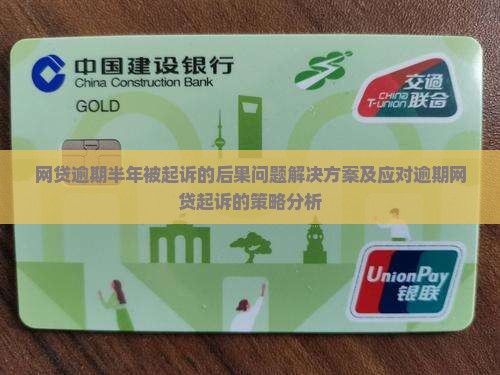 中国建设银行
China Construction Bank
GOLD
交通
CHINA
T-UNION 联合
网贷逾期半年被起诉的后果问题解决方案及应对逾期网
贷起诉的策略分析
UnionPay
银联